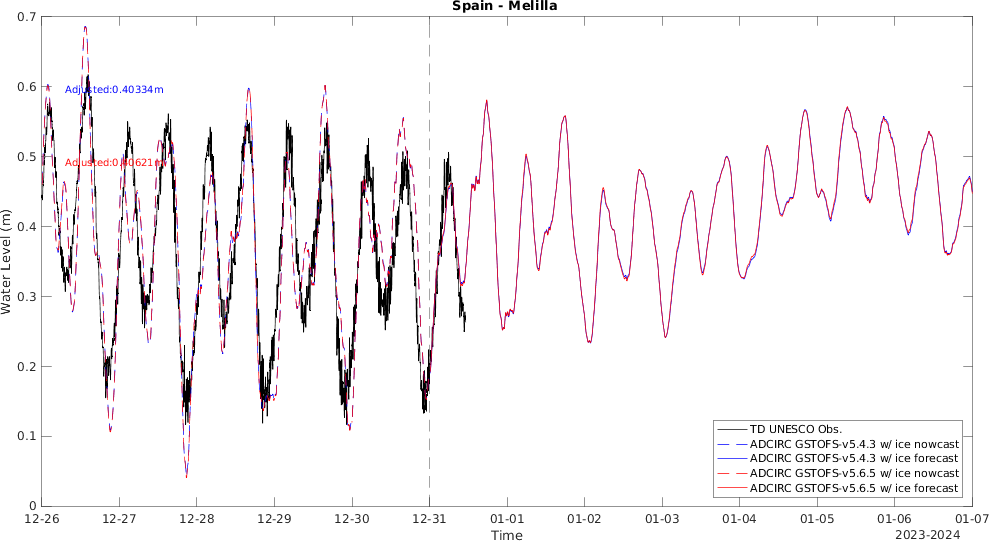 Spain - Melilla
0.7
0.6
0.5
0.4
0.3
0.2
0.1
0
Water Level (m)
Adjusted:0.40334m
Adjusted:0.40621m
12-26
12-27
12-28
12-29
12-30
12-31
01-01
01-02
01-03
01-04
01-05
01-06
01-07
Time
2023-2024
TD UNESCO Obs.
ADCIRC GSTOFS-v5.4.3 w/ ice nowcast
ADCIRC GSTOFS-v5.4.3 w/ ice forecast
ADCIRC GSTOFS-v5.6.5 w/ ice nowcast
ADCIRC GSTOFS-v5.6.5 w/ ice forecast